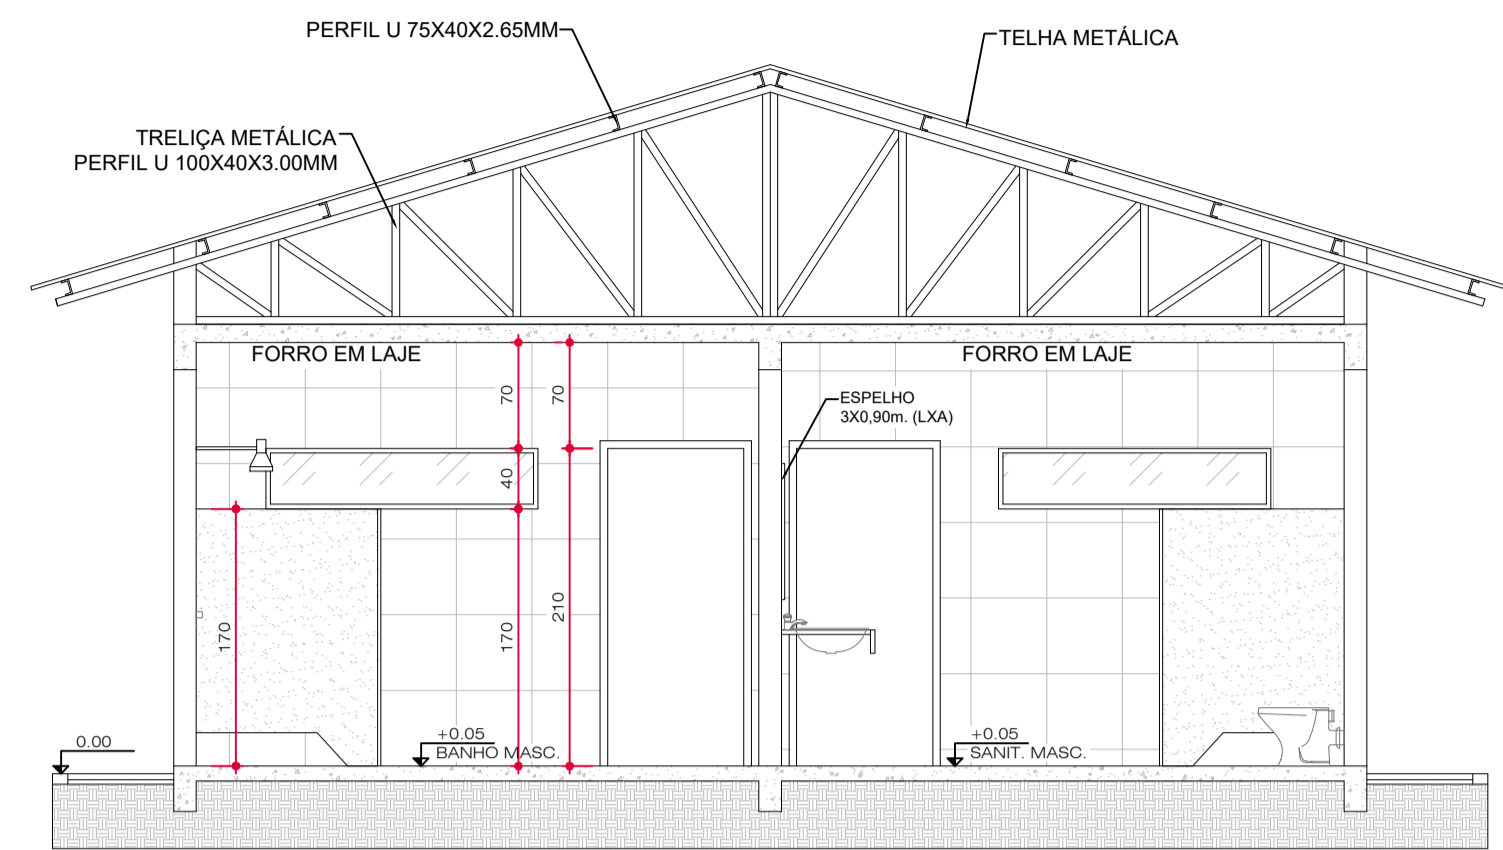 PERFIL U 75X40X2.65MM
TELHA METÁLICA
TRELIÇA METÁLICA
PERFIL U 100X40X3.00MM
FORRO EM LAJE
FORRO EM LAJE
70
70
ESPELHO
3X0,90m. (LXA)
40
210
170
170
0.00
+0.05
BANHO MASC.
+0.05
SANIT. MASC.